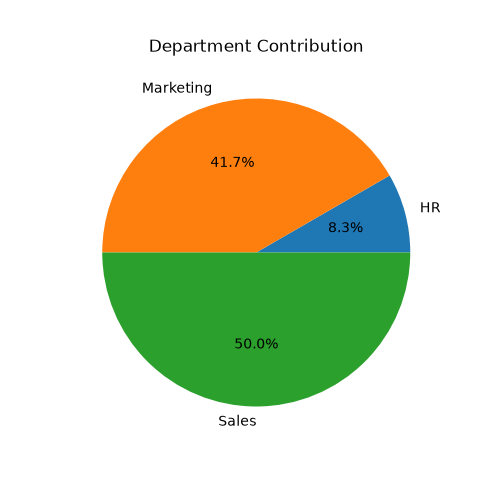 Department Contribution
Marketing
41.7%
HR
8.3%
50.0%
Sales